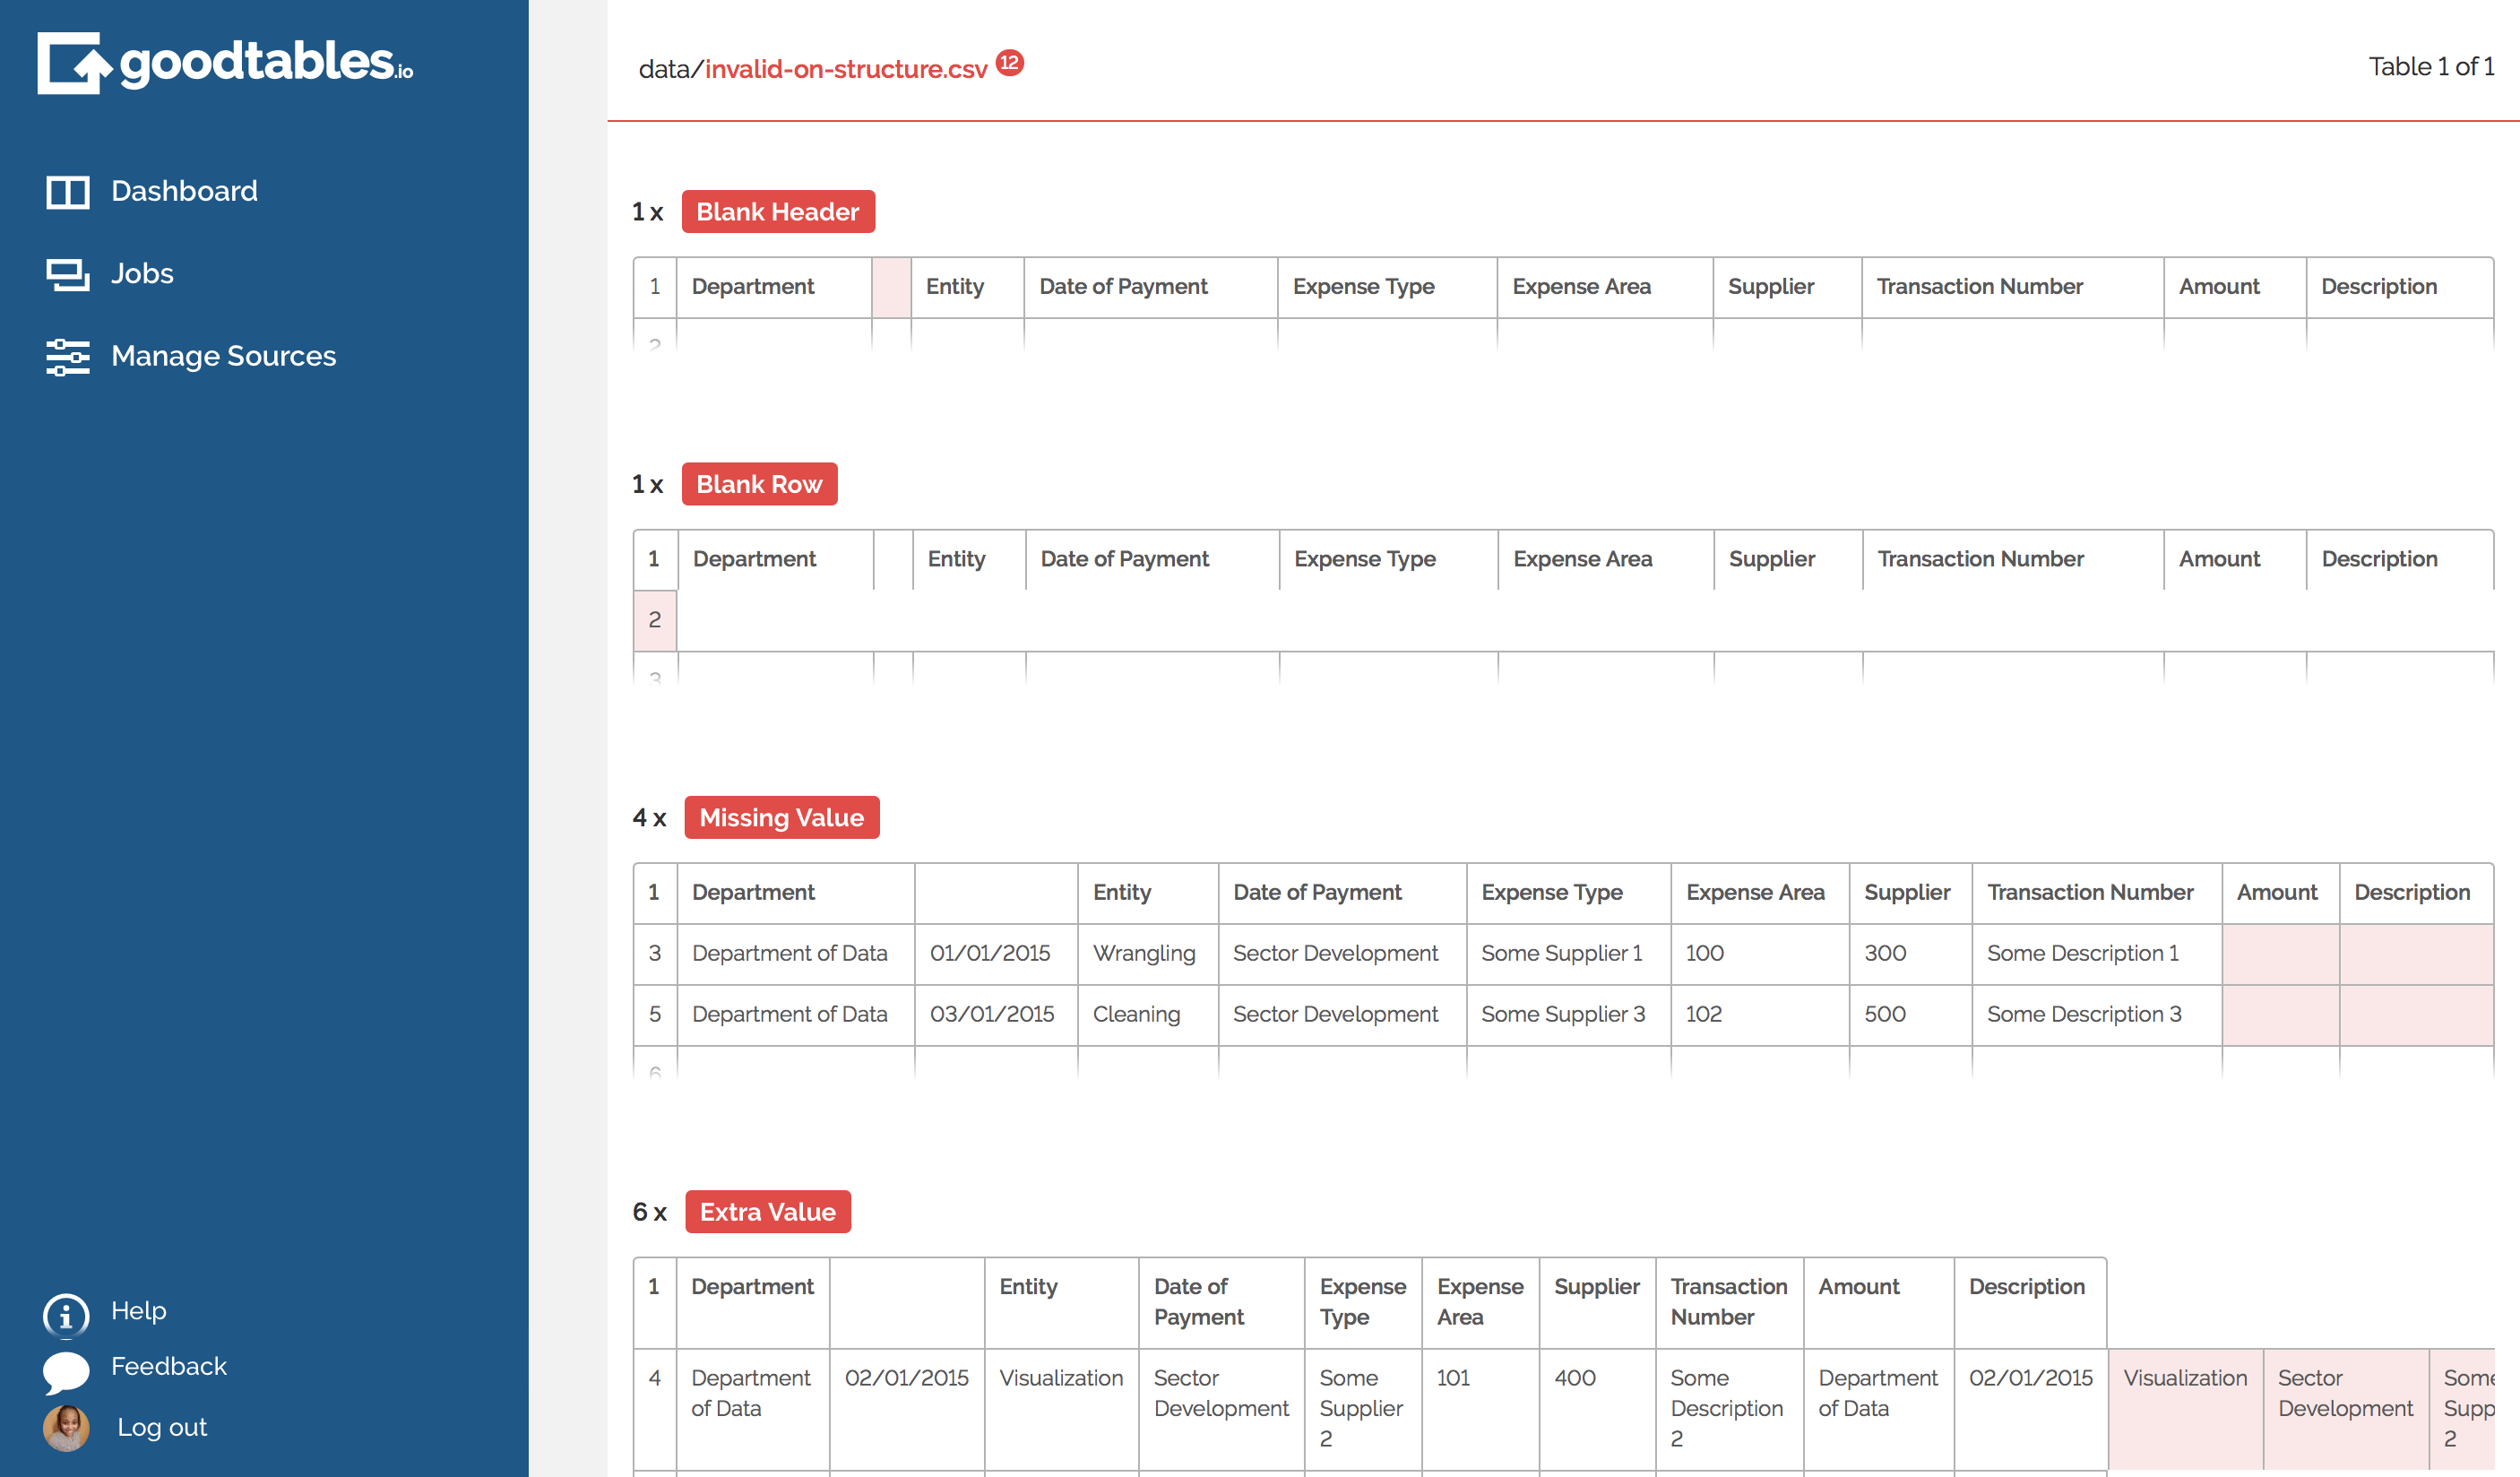 goodtables.io
Dashboard
Jobs
Manage Sources
Help
Feedback
Log out
data/invalid-on-structure.csv 12
Table 1 of 1
1 x Blank Header
1 Department Entity Date of Payment Expense Type Expense Area Supplier Transaction Number Amount Description
2
1 x Blank Row
1 Department Entity Date of Payment Expense Type Expense Area Supplier Transaction Number Amount Description
2
3
4 x Missing Value
1 Department Entity Date of Payment Expense Type Expense Area Supplier Transaction Number Amount Description
3 Department of Data 01/01/2015 Wrangling Sector Development Some Supplier 1 100 300 Some Description 1
5 Department of Data 03/01/2015 Cleaning Sector Development Some Supplier 3 102 500 Some Description 3
6
6 x Extra Value
1 Department Entity Date of Expense Expense Supplier Transaction Amount Description
Payment Type Area Number
4 Department 02/01/2015 Visualization Sector Some 101 400 Some Department 02/01/2015 Visualization Sector
of Data Development Supplier Description of Data Development
2 2 2